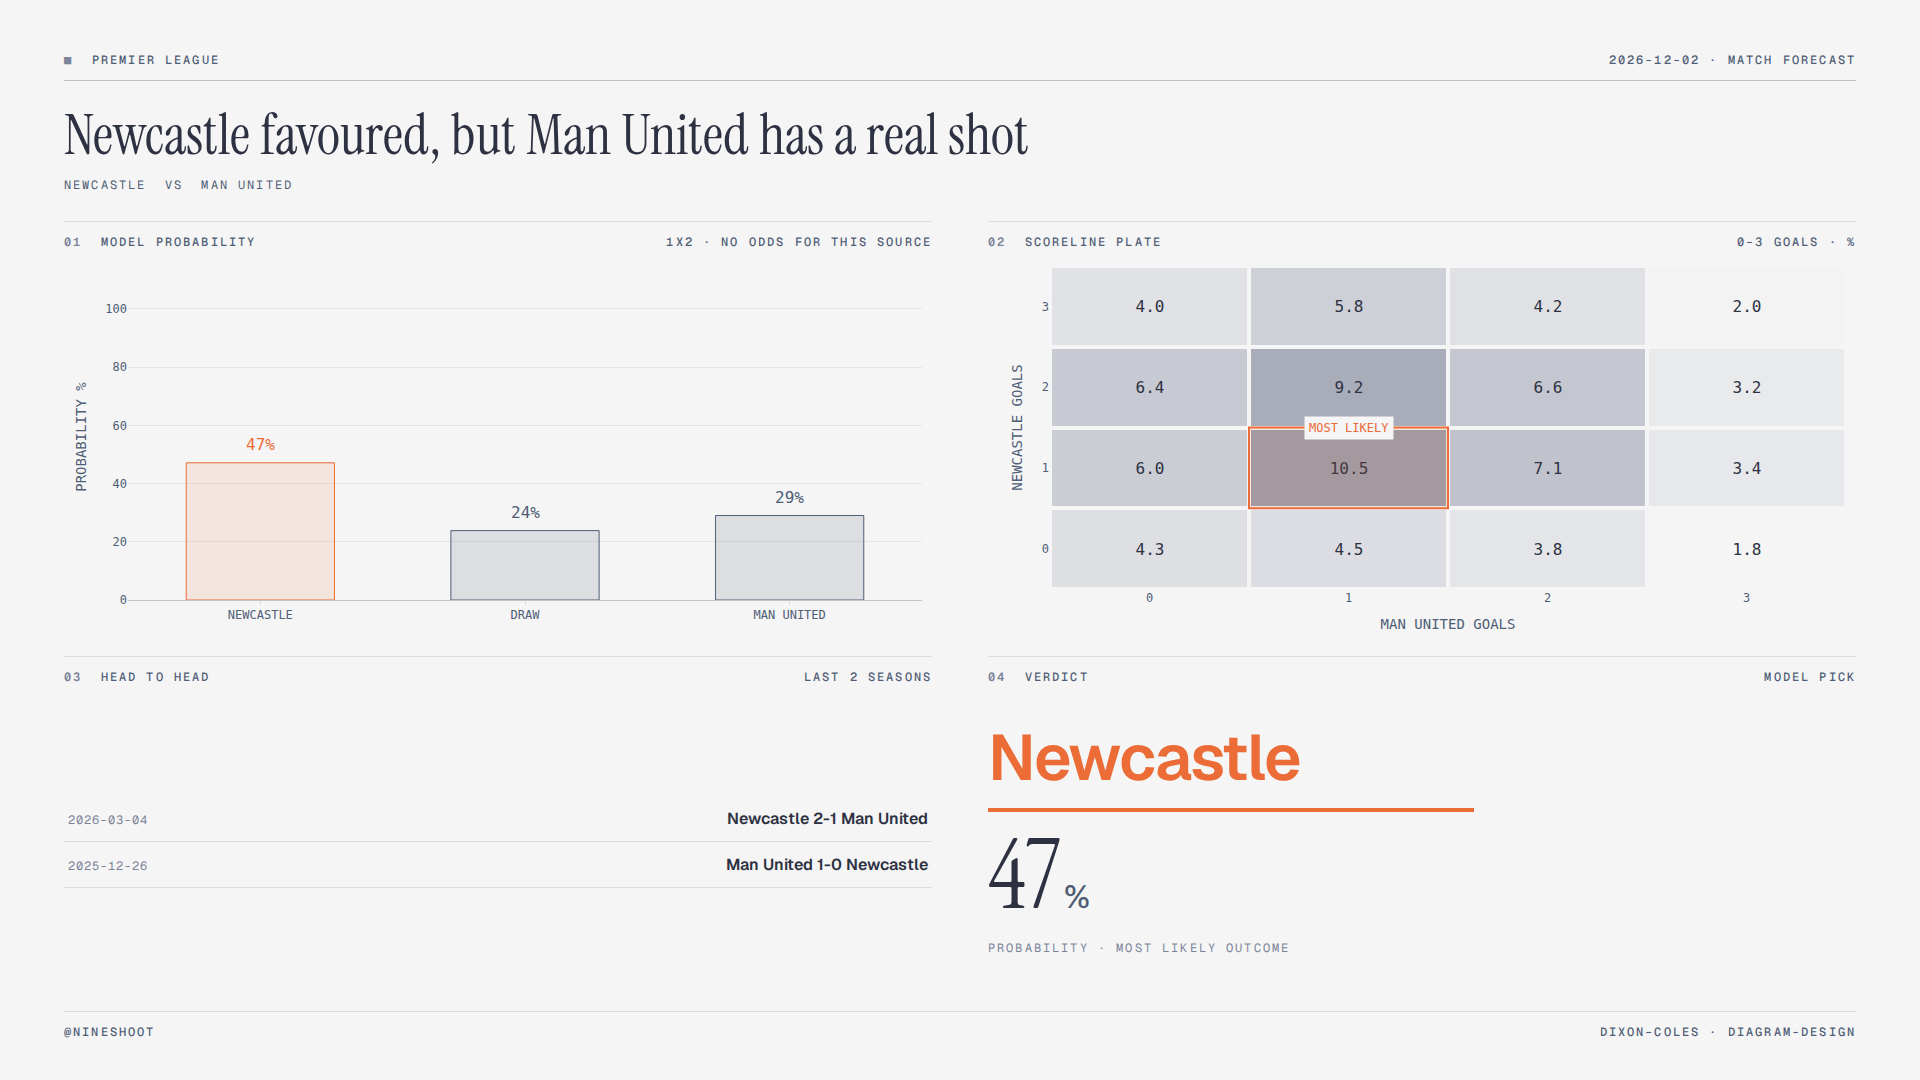 PREMIER LEAGUE
2026-12-02 · MATCH FORECAST
Newcastle favoured, but Man United has a real shot
NEWCASTLE VS MAN UNITED
01 MODEL PROBABILITY
1X2 · NO ODDS FOR THIS SOURCE
PROBABILITY %
100
80
60
40
20
0
47%
24%
29%
NEWCASTLE DRAW MAN UNITED
02 SCORELINE PLATE
0-3 GOALS · %
NEWCASTLE GOALS
3 4.0 5.8 4.2 2.0
2 6.4 9.2 6.6 3.2
MOST LIKELY
1 6.0 10.5 7.1 3.4
0 4.3 4.5 3.8 1.8
0 1 2 3
MAN UNITED GOALS
03 HEAD TO HEAD
LAST 2 SEASONS
2026-03-04 Newcastle 2-1 Man United
2025-12-26 Man United 1-0 Newcastle
04 VERDICT
MODEL PICK
Newcastle
47%
PROBABILITY · MOST LIKELY OUTCOME
@NINESHOOT
DIXON-COLES · DIAGRAM-DESIGN